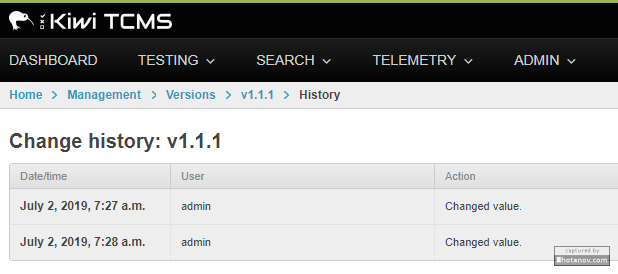 Kiwi TCMS
DASHBOARD TESTING SEARCH TELEMETRY ADMIN
Home > Management > Versions > v1.1.1 > History
Change history: v1.1.1
Date/time User Action
July 2, 2019, 7:27 a.m. admin Changed value.
July 2, 2019, 7:28 a.m. admin Changed value.
captured by
hotenov.com